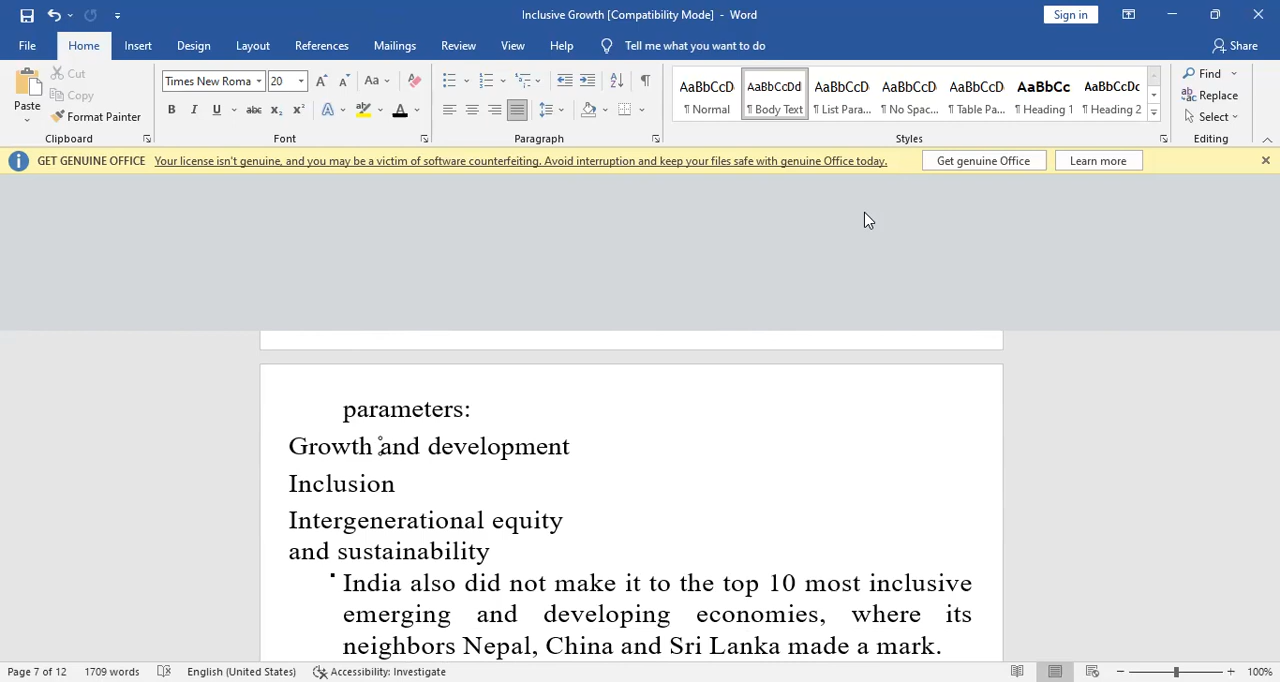 Inclusive Growth [Compatibility Mode] - Word
Sign in
File Home Insert Design Layout References Mailings Review View Help Tell me what you want to do Share
Paste
Cut
Copy
Format Painter
Clipboard
Times New Roma 20
Aa
B I U abc x₂ x²
A A
Font
Paragraph
AaBbCcD AaBbCcDd AaBbCcD AaBbCcD AaBbCcD AaBbCc AaBbCcDc
¶ Normal ¶ Body Text ¶ List Para... ¶ No Spac... ¶ Table Pa... ¶ Heading 1 ¶ Heading 2
Styles
Find
Replace
Select
Editing
GET GENUINE OFFICE Your license isn't genuine, and you may be a victim of software counterfeiting. Avoid interruption and keep your files safe with genuine Office today. Get genuine Office Learn more
parameters:
Growth and development
Inclusion
Intergenerational equity
and sustainability
▪ India also did not make it to the top 10 most inclusive
emerging and developing economies, where its
neighbors Nepal, China and Sri Lanka made a mark.
Page 7 of 12 1709 words English (United States) Accessibility: Investigate 100%